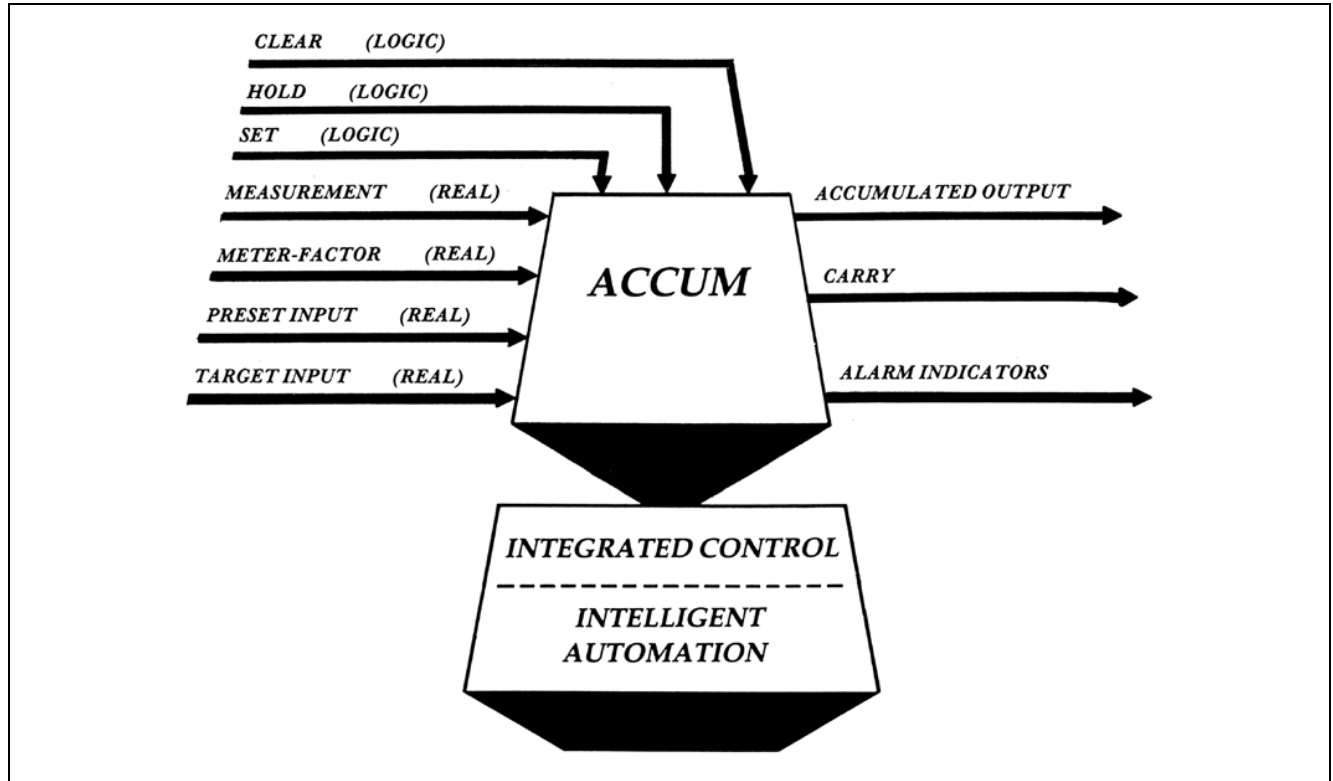 CLEAR (LOGIC)
HOLD (LOGIC)
SET (LOGIC)
MEASUREMENT (REAL)
METER-FACTOR (REAL)
PRESET INPUT (REAL)
TARGET INPUT (REAL)
ACCUM
ACCUMULATED OUTPUT
CARRY
ALARM INDICATORS
INTEGRATED CONTROL
INTELLIGENT
AUTOMATION